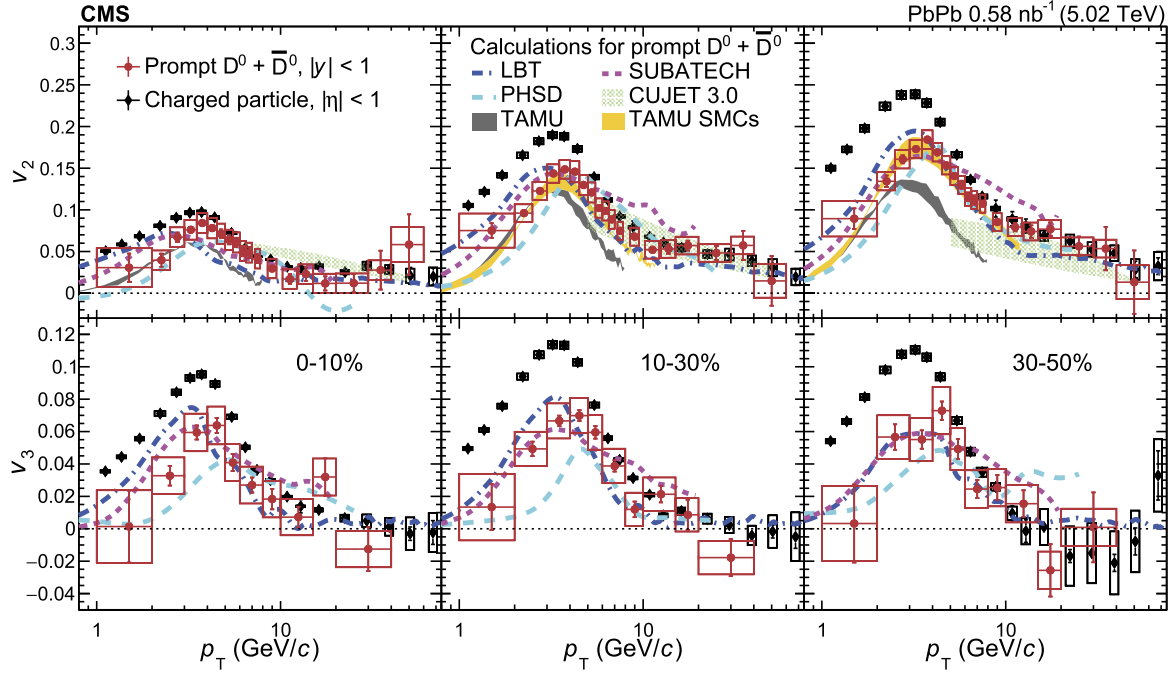 CMS PbPb 0.58 nb⁻¹ (5.02 TeV)
Prompt D⁰ + D̅⁰, |y| < 1
Charged particle, |η| < 1
Calculations for prompt D⁰ + D̅⁰
LBT SUBATECH
PHSD CUJET 3.0
TAMU TAMU SMCs
v₂
0.3
0.25
0.2
0.15
0.1
0.05
0
0-10% 10-30% 30-50%
v₃
0.12
0.1
0.08
0.06
0.04
0.02
0
−0.02
−0.04
1 10 1 10 1 10
p_T (GeV/c) p_T (GeV/c) p_T (GeV/c)